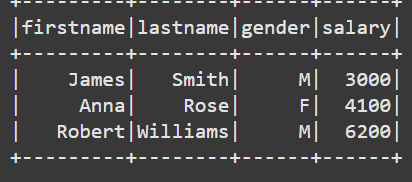 +---------+--------+------+------+
|firstname|lastname|gender|salary|
+---------+--------+------+------+
|    James|   Smith|     M|  3000|
|     Anna|    Rose|     F|  4100|
|   Robert|Williams|     M|  6200|
+---------+--------+------+------+